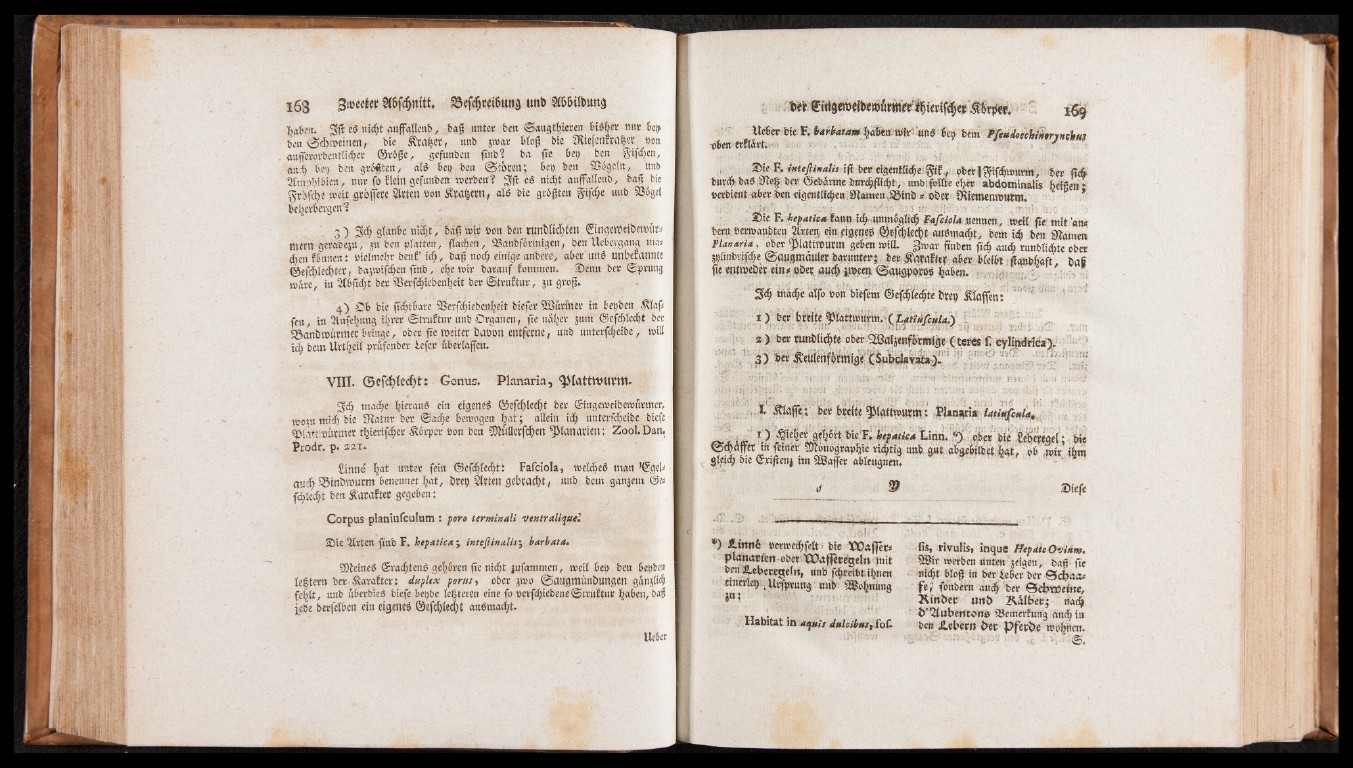 168 Zweeter Abschnitt. Beschreibung und Abbildung
haben. Ist es nicht auffallend, daß unter den Saugthieren bisher nur bey
den Schweinen, die Kratzer, und zwar bloß die Riesenkratzer von
ausserordentlicher Größe, gefunden sind? da sie bey den Fischen,
auch bey den größten, als bey den Stören; bey den Vögeln, und
Amphibien, nur so klein gefunden werden? Ist es nicht auffallend, daß die
Frösche weit grössere Arten von Kratzern, als die größten Fische und Vögel
beherbergen?
3) Ich glaube nicht, daß wir von den rundlichten Eingeweidewür-
mern geradezu, zu den platten, flachen, Bandförmigen, den Uebergang ma-
chen können: vielmehr denk' ich, daß noch einige andere, aber uns unbekannte
Geschlechter, dazwischen sind, ehe wir darauf kommen. Denn der Sprung
wäre, in Absicht der Verschiedenheit der Struktur, zu groß.
4) Ob die sichtbare Verschiedenheit dieser Würmer in beyden Klas-
sen, in Ansehung ihrer Struktur und Organen, sie näher zum Geschlecht der
Bandwürmer bringe, oder sie weiter davon entferne, und unterscheide, will
ich dem Urtheil prüfender Leser überlassen.
VIII. Geschlecht: Genus. Planaria, Plattwurm.
Ich mache hieraus ein eigenes Geschlecht der Eingeweidewürmer,
wozu mich die Natur der Sache bewogen hat; allein ich unterscheide diese
Plattwürmer thierischer Körper von den Müllerschen Planarien: Zool. Dan.
Prodr. p. 221.
Linné hat unter sein Geschlecht: Fasciola, welches man Egel-
auch Bindwurm benennet hat, drey Arten gebracht, und dem ganzem Ge-
schlecht den Karakter gegeben:
Corpus planiusculum: poro terminali ventralique.
Die Arten sind F. hepatica; intestinalis; barbata.
Meines Erachtens gehören sie nicht zusammen, weil bey den beyden
letztern der Karakter: duplex porus, oder zwo Saugmündungen gänzlich
fehlt, und überdies diese beyde letzteren eine so verschiedene Struktur haben, daß
jede derselben ein eigenes Geschlecht ausmacht.
Ueber
der Eingeweidewürmer thierischer Körper. 169
Ueber die F. barbatam haben wir uns bey dem Pseudoechinorynchus
oben erklärt.
Die F. intestinalis ist der eigentliche Fik, oder Fischwurm, der sich
durch das Netz der Gedärme durchflicht, und sollte eher abdominalis heißen;
verdient aber den eigentlichen Namen Bind- oder Riemenwurm.
Die F. hepatica kann ich unmöglich Fasciola nennen, weil sie mit an-
dern verwandten Arten ein eigenes Geschlecht ausmacht, dem ich den Namen
Planaria, oder Plattwurm geben will. Zwar finden sich auch rundlichte oder
zylindrische Saugmäuler darunter; der Karakter aber bleibt standhaft, daß
sie entweder ein- oder auch zween Saugporos haben.
Ich mache also von diesem Geschlechte drey Klassen:
1) der breite Plattwurm. (Latiuscula.)
2) der rundlichte oder Walzenförmige (teres s. cylindrica).
3) der Keulenförmige (Subclavata).
I. Klasse: der breite Plattwurm: Planaria latiuscula.
1) Hieher gehört die F. hepatica Linn. *) oder die Leberegel; die
Schäffer in seiner Monographie richtig und gut abgebildet hat, ob wir ihm
gleich die Existenz im Wasser ableugnen.
Y
Diese
*) Linné verwechselt die Wasser-
planarien oder Wasseregeln mit
den Leberegeln, und schreibt ihnen
einerley Ursprung und Wohnung
zu:
Habitat in aquis dulcibus, fos-
sis, rivulis, inque Hepate Ovium.
Wir werden unten zeigen, daß sie
nicht bloß in der Leber der Schaa-
fe, sondern auch der Schweine,
Rinder und Kälber; nach
d'Aubentons Bemerkung auch in
den Lebern der Pferde wohnen.
S.